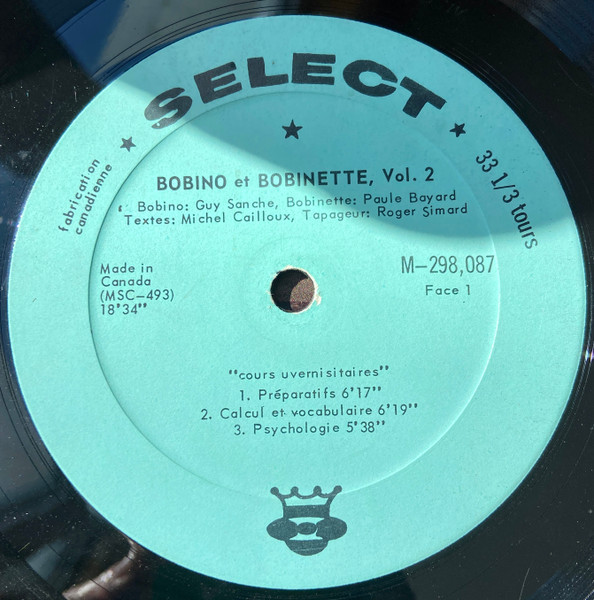 SELECT
fabrication
canadienne
33 1/3 tours
BOBINO et BOBINETTE, Vol. 2
Bobino: Guy Sanche, Bobinette: Paule Bayard
Textes: Michel Cailloux, Tapageur: Roger Simard
Made in
Canada
(MSC-493)
18'34"
M-298,087
Face 1
"cours uvernisitaires"
1. Préparatifs 6'17"
2. Calcul et vocabulaire 6'19"
3. Psychologie 5'38"